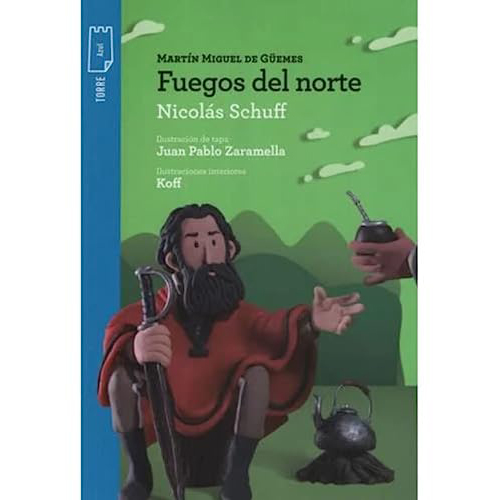 TORRE
Azul
MARTÍN MIGUEL DE GÜEMES
Fuegos del norte
Nicolás Schuff
Ilustración de tapa
Juan Pablo Zaramella
Ilustraciones interiores
Koff